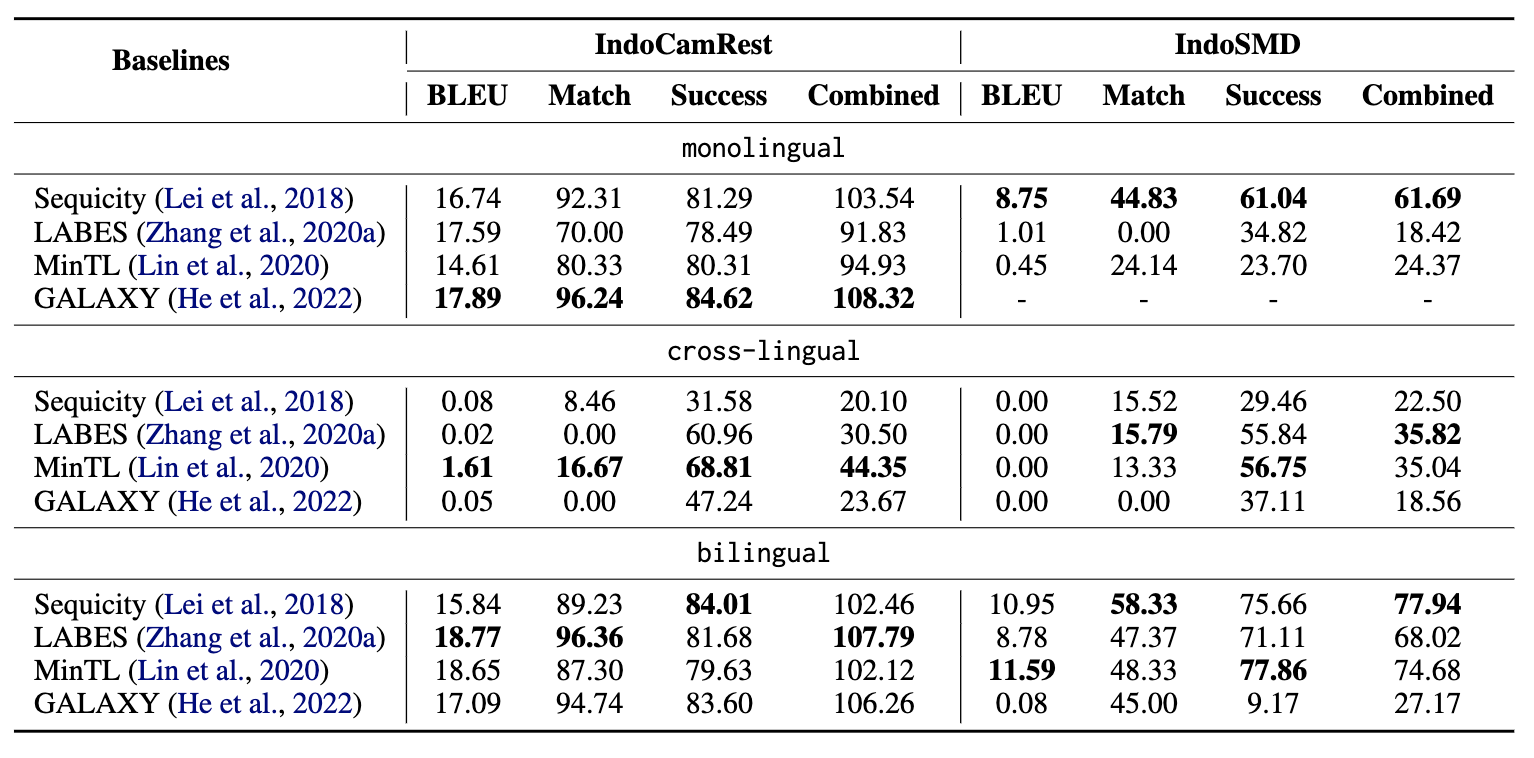 Baselines IndoCamRest IndoSMD
BLEU Match Success Combined BLEU Match Success Combined
monolingual
Sequicity (Lei et al., 2018) 16.74 92.31 81.29 103.54 8.75 44.83 61.04 61.69
LABES (Zhang et al., 2020a) 17.59 70.00 78.49 91.83 1.01 0.00 34.82 18.42
MinTL (Lin et al., 2020) 14.61 80.33 80.31 94.93 0.45 24.14 23.70 24.37
GALAXY (He et al., 2022) 17.89 96.24 84.62 108.32 - - - -
cross-lingual
Sequicity (Lei et al., 2018) 0.08 8.46 31.58 20.10 0.00 15.52 29.46 22.50
LABES (Zhang et al., 2020a) 0.02 0.00 60.96 30.50 0.00 15.79 55.84 35.82
MinTL (Lin et al., 2020) 1.61 16.67 68.81 44.35 0.00 13.33 56.75 35.04
GALAXY (He et al., 2022) 0.05 0.00 47.24 23.67 0.00 0.00 37.11 18.56
bilingual
Sequicity (Lei et al., 2018) 15.84 89.23 84.01 102.46 10.95 58.33 75.66 77.94
LABES (Zhang et al., 2020a) 18.77 96.36 81.68 107.79 8.78 47.37 71.11 68.02
MinTL (Lin et al., 2020) 18.65 87.30 79.63 102.12 11.59 48.33 77.86 74.68
GALAXY (He et al., 2022) 17.09 94.74 83.60 106.26 0.08 45.00 9.17 27.17